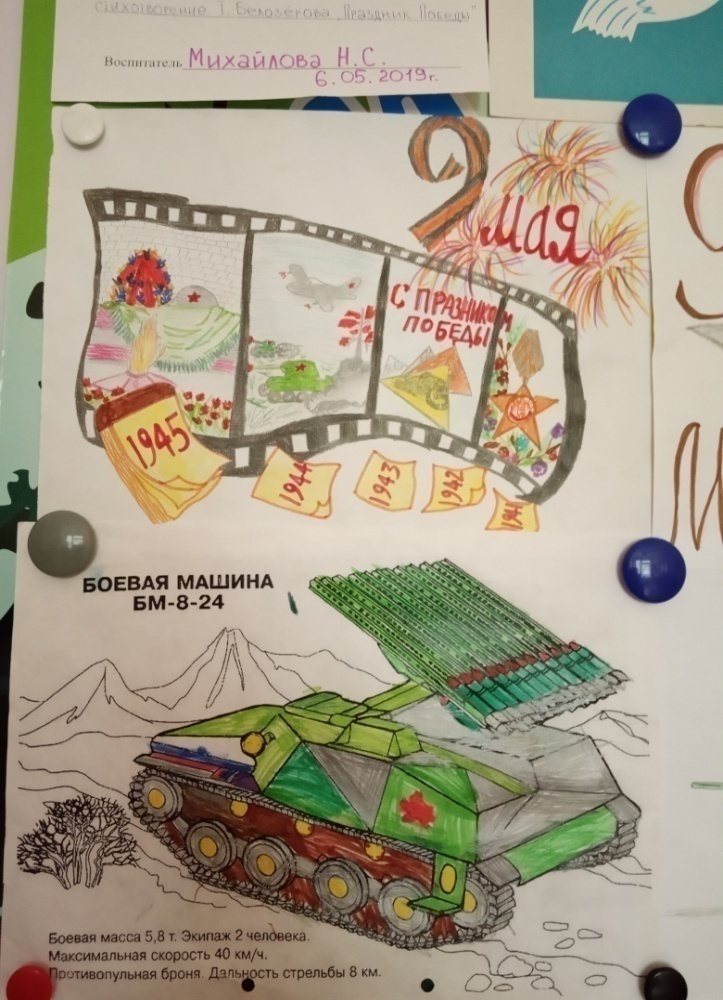 стихотворение Т. Белозёрова „Праздник Победы"
Воспитатель Михайлова Н.С.
6.05.2019г.
9 мая
С ПРАЗНИКОМ
ПОБЕДЫ
1945
1944
1943
1942
1941
БОЕВАЯ МАШИНА
БМ-8-24
Боевая масса 5,8 т. Экипаж 2 человека.
Максимальная скорость 40 км/ч.
Противопульная броня. Дальность стрельбы 8 км.